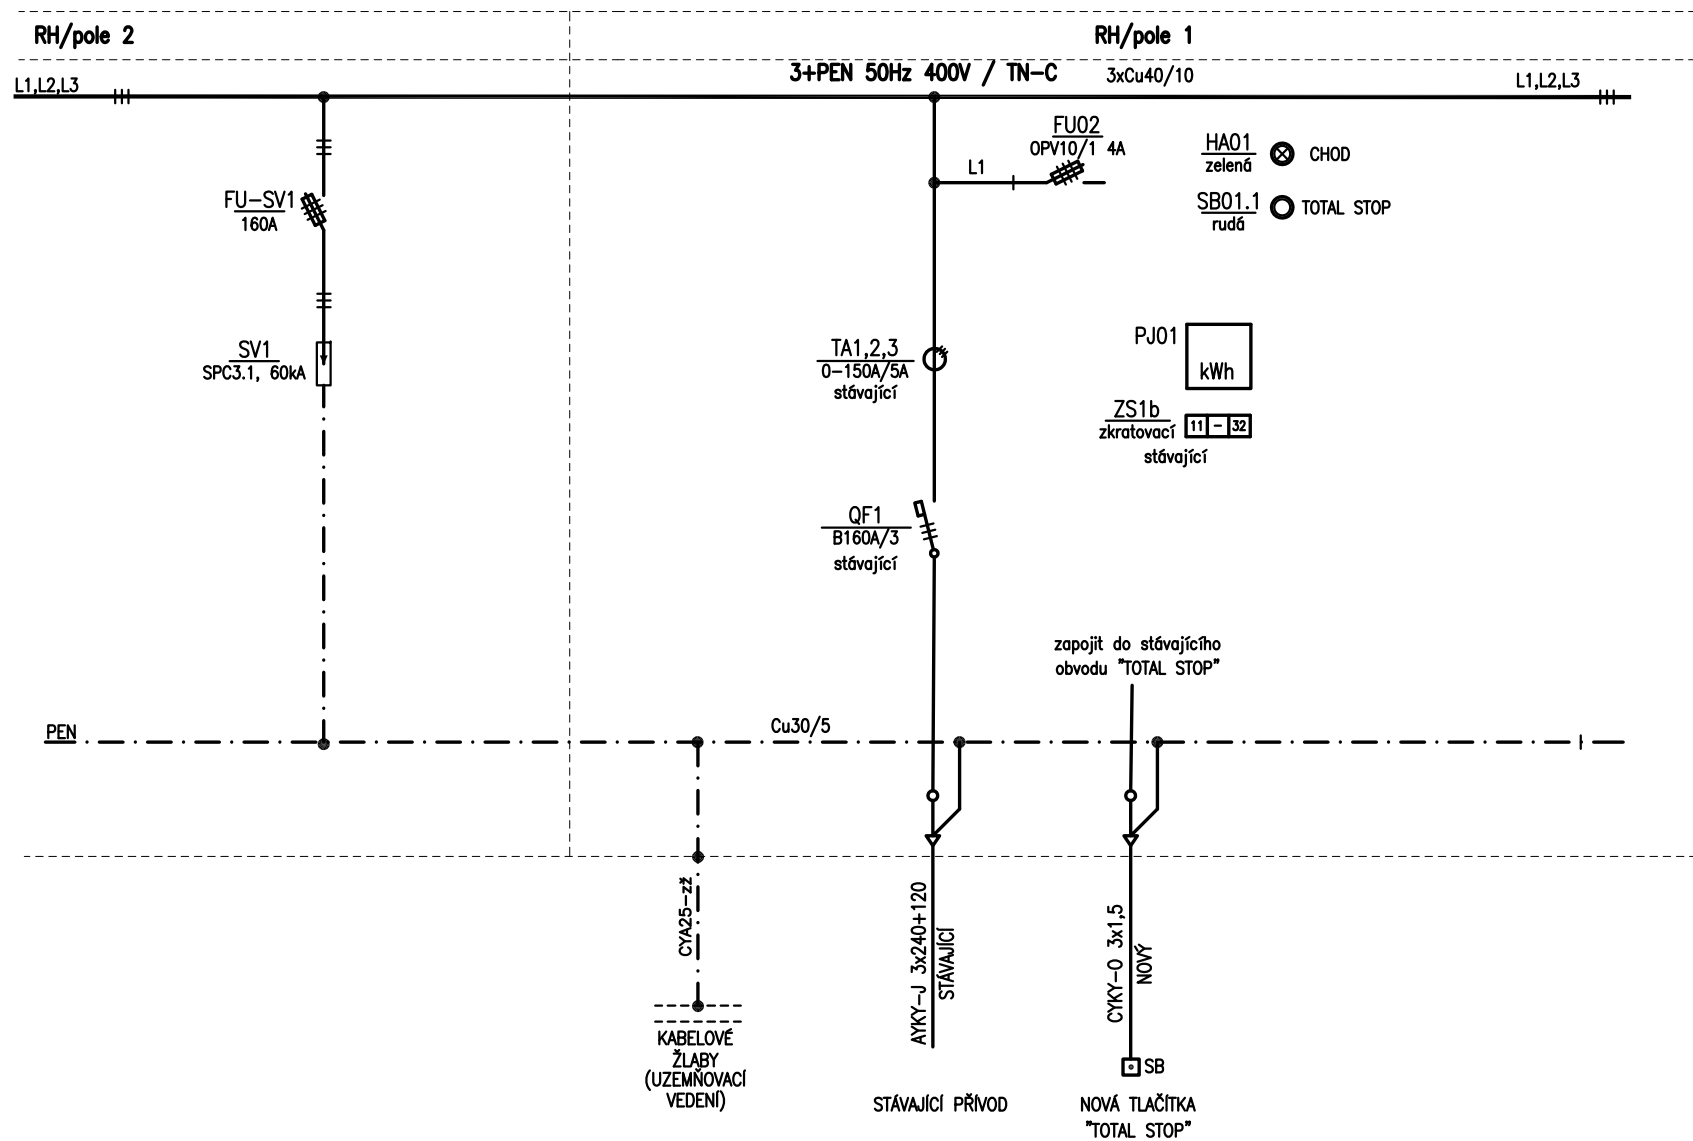 RH/pole 2
RH/pole 1
3+PEN 50Hz 400V / TN-C
3xCu40/10
L1,L2,L3
L1,L2,L3
FU02
OPV10/1 4A
L1
HA01
zelená
CHOD
SB01.1
rudá
TOTAL STOP
FU-SV1
160A
SV1
SPC3.1, 60kA
TA1,2,3
0-150A/5A
stávající
PJ01
kWh
ZS1b
zkratovací
11 - 32
stávající
QF1
B160A/3
stávající
zapojit do stávajícího
obvodu "TOTAL STOP"
PEN
Cu30/5
CYA25-zž
AYKY-J 3x240+120
STÁVAJÍCÍ
CYKY-O 3x1,5
NOVÝ
KABELOVÉ
ŽLABY
(UZEMŇOVACÍ
VEDENÍ)
STÁVAJÍCÍ PŘÍVOD
SB
NOVÁ TLAČÍTKA
"TOTAL STOP"